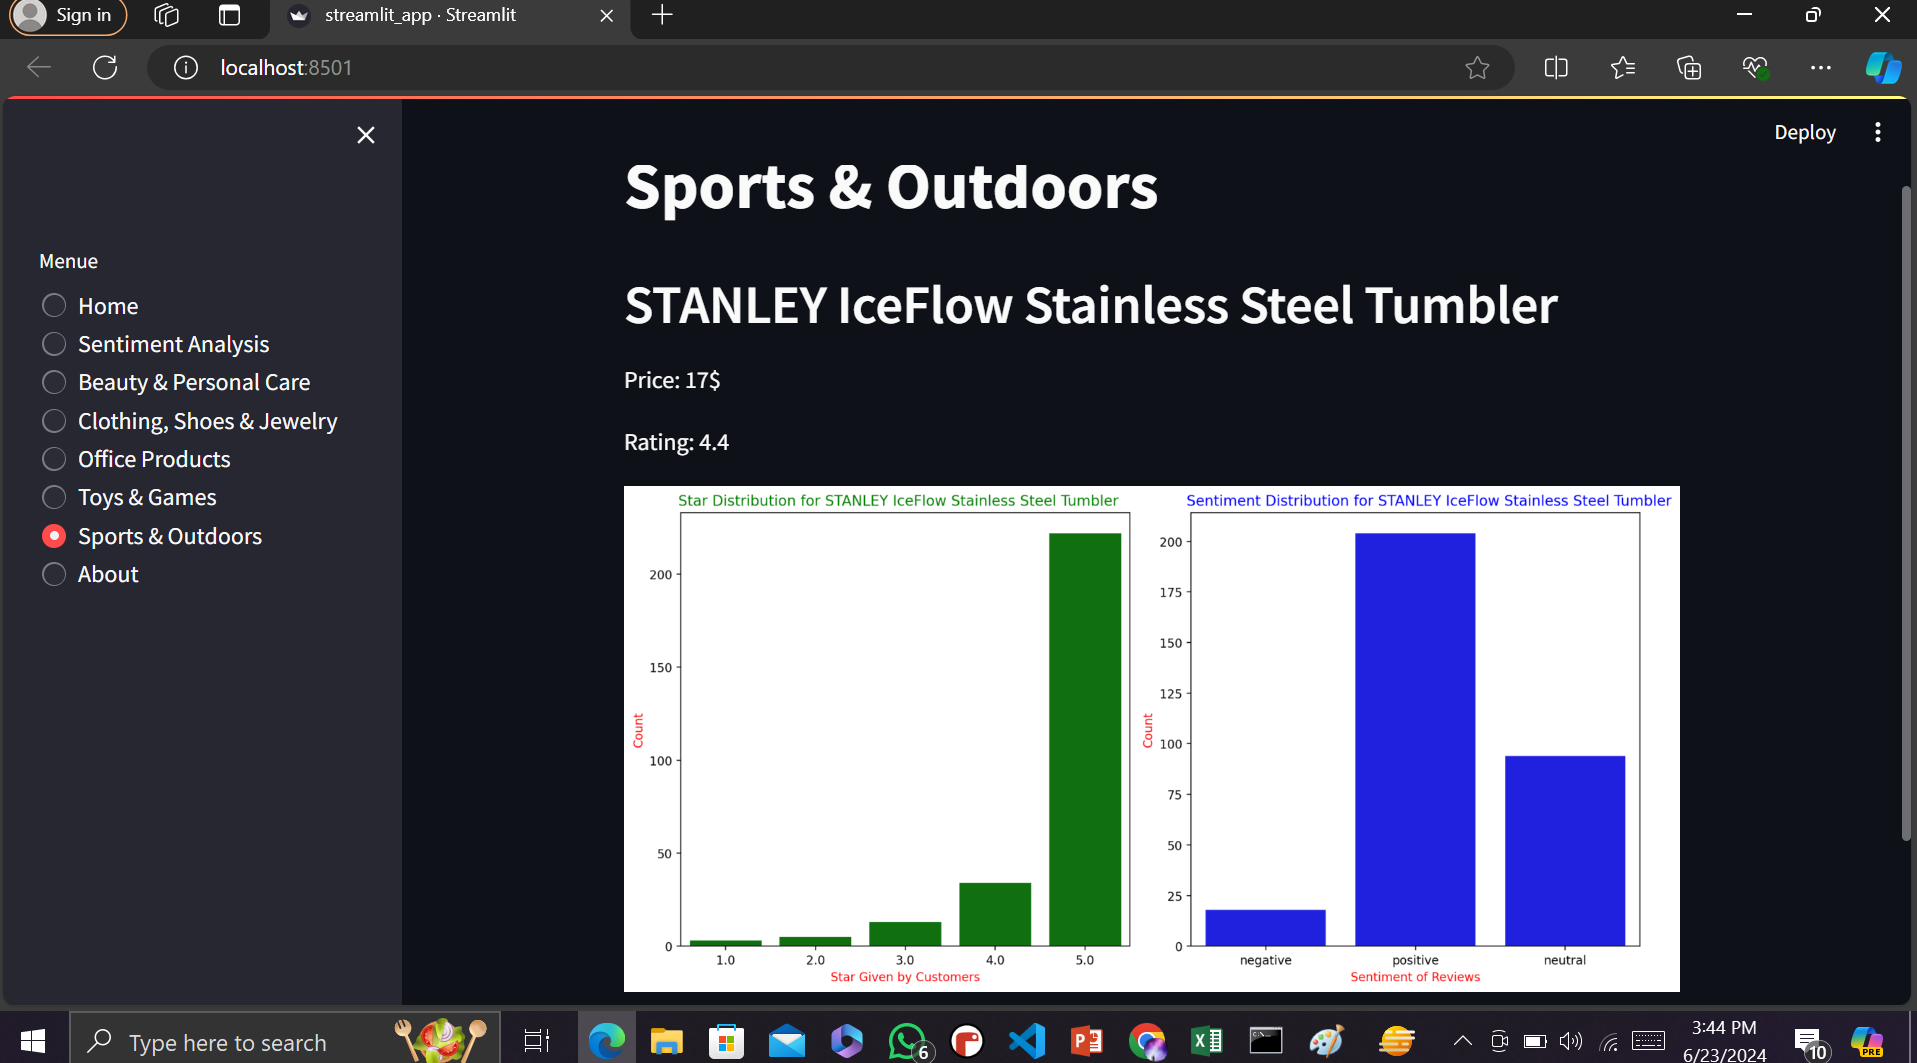 Sign in
streamlit_app · Streamlit
localhost:8501
Deploy
Menue
Home
Sentiment Analysis
Beauty & Personal Care
Clothing, Shoes & Jewelry
Office Products
Toys & Games
Sports & Outdoors
About
Sports & Outdoors
STANLEY IceFlow Stainless Steel Tumbler
Price: 17$
Rating: 4.4
Star Distribution for STANLEY IceFlow Stainless Steel Tumbler
200
150
100
50
0
Count
1.0 2.0 3.0 4.0 5.0
Star Given by Customers
Sentiment Distribution for STANLEY IceFlow Stainless Steel Tumbler
200
175
150
125
100
75
50
25
0
Count
negative positive neutral
Sentiment of Reviews
Type here to search
6
P
X
PRE
10
3:44 PM
6/23/2024